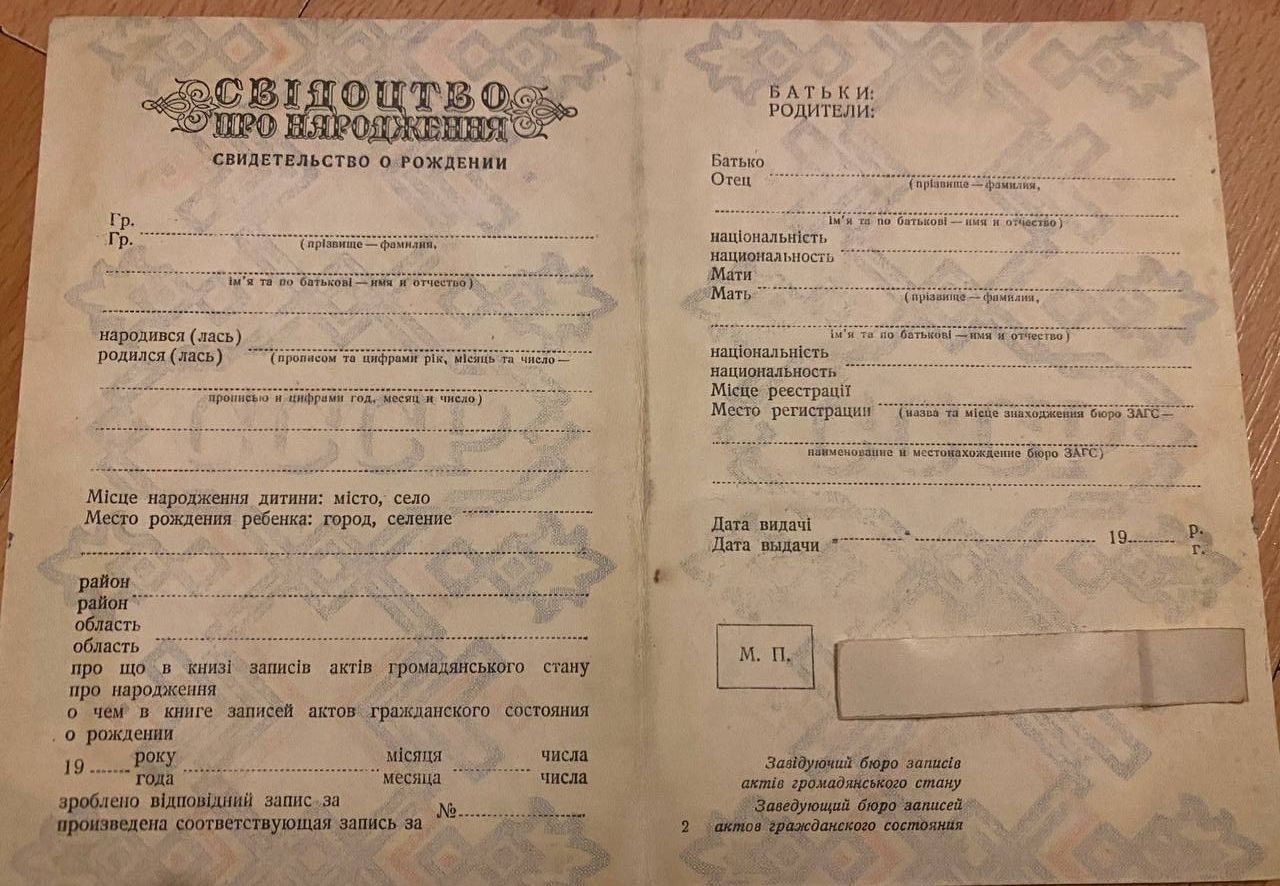 СВІДОЦТВО
ПРО НАРОДЖЕННЯ
СВИДЕТЕЛЬСТВО О РОЖДЕНИИ
Гр.
Гр.
(прізвище—фамилия,
ім'я та по батькові—имя и отчество)
народився (лась)
родился (лась) (прописом та цифрами рік, місяць та число—
прописью и цифрами год, месяц и число)
СССР
Місце народження дитини: місто, село
Место рождения ребенка: город, селение
район
район
область
область
про що в книзі записів актів громадянського стану
про народження
о чем в книге записей актов гражданского состояния
о рождении
19 року місяця числа
года месяца числа
зроблено відповідний запис за
произведена соответствующая запись за №
БАТЬКИ:
РОДИТЕЛИ:
Батько
Отец (прізвище—фамилия,
ім'я та по батькові—имя и отчество)
національність
национальность
Мати
Мать (прізвище—фамилия,
ім'я та по батькові—имя и отчество)
національність
национальность
Місце реєстрації
Место регистрации (назва та місце знаходження бюро ЗАГС—
наименование и местонахождение бюро ЗАГС)
СССР
Дата видачі
Дата выдачи " " 19 р.
г.
М. П.
Завідуючий бюро записів
актів громадянського стану
Заведующий бюро записей
2 актов гражданского состояния